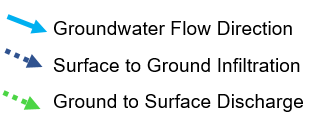 Groundwater Flow Direction
Surface to Ground Infiltration
Ground to Surface Discharge